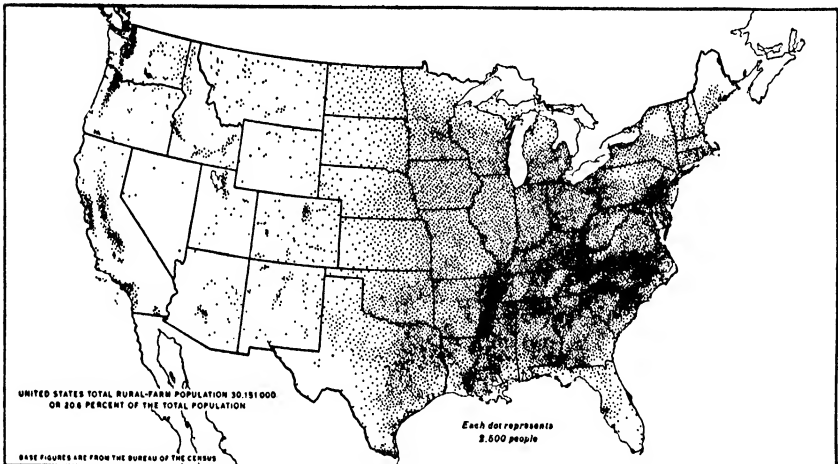 UNITED STATES TOTAL RURAL-FARM POPULATION 30,151,000
OR 20.6 PERCENT OF THE TOTAL POPULATION
Each dot represents
2,500 people
BASE FIGURES ARE FROM THE BUREAU OF THE CENSUS